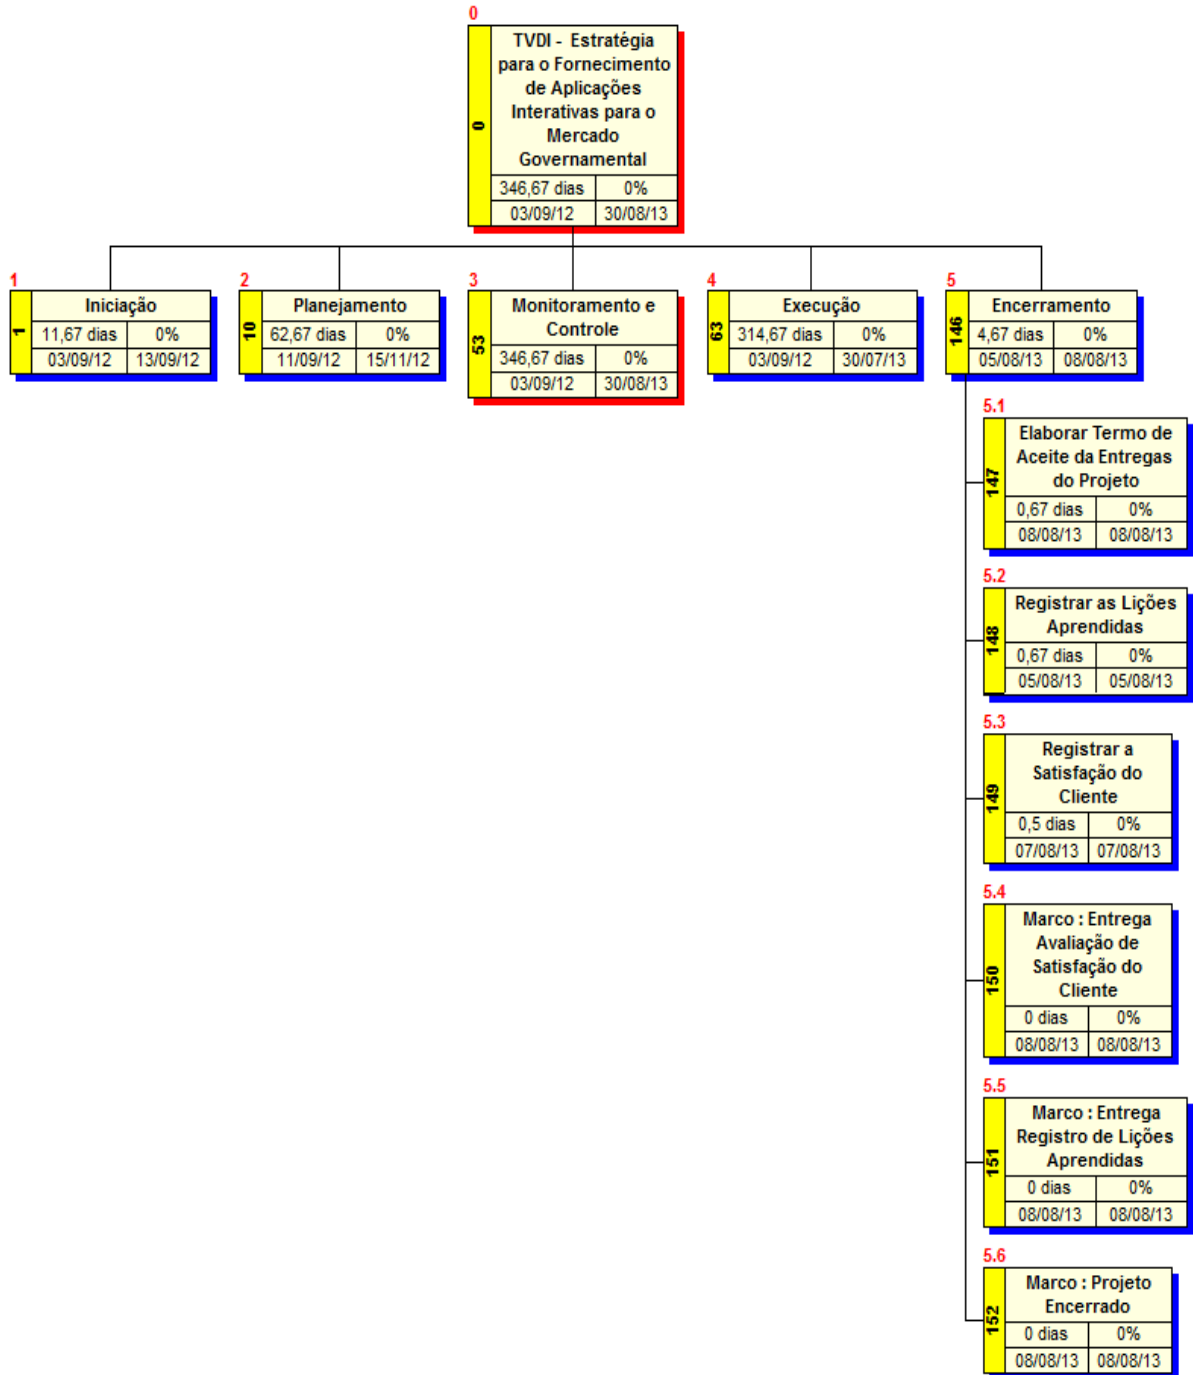 0
0
TVDI - Estratégia
para o Fornecimento
de Aplicações
Interativas para o
Mercado
Governamental
346,67 dias 0%
03/09/12 30/08/13
1
1
Iniciação
11,67 dias 0%
03/09/12 13/09/12
2
10
Planejamento
62,67 dias 0%
11/09/12 15/11/12
3
53
Monitoramento e
Controle
346,67 dias 0%
03/09/12 30/08/13
4
63
Execução
314,67 dias 0%
03/09/12 30/07/13
5
146
Encerramento
4,67 dias 0%
05/08/13 08/08/13
5.1
147
Elaborar Termo de
Aceite da Entregas
do Projeto
0,67 dias 0%
08/08/13 08/08/13
5.2
148
Registrar as Lições
Aprendidas
0,67 dias 0%
05/08/13 05/08/13
5.3
149
Registrar a
Satisfação do
Cliente
0,5 dias 0%
07/08/13 07/08/13
5.4
150
Marco : Entrega
Avaliação de
Satisfação do
Cliente
0 dias 0%
08/08/13 08/08/13
5.5
151
Marco : Entrega
Registro de Lições
Aprendidas
0 dias 0%
08/08/13 08/08/13
5.6
152
Marco : Projeto
Encerrado
0 dias 0%
08/08/13 08/08/13